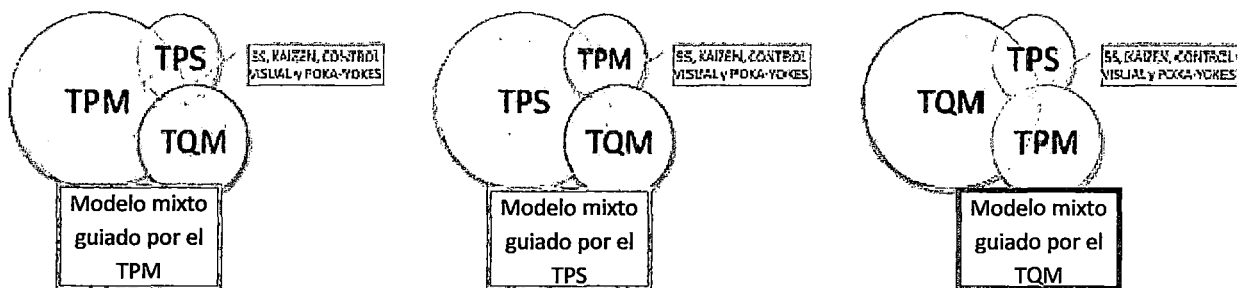 TPS
5S, KAIZEN, CONTROL
VISUAL y POKA-YOKES
TPM
TQM
Modelo mixto
guiado por el
TPM
TPM
5S, KAIZEN, CONTROL
VISUAL y POKA-YOKES
TPS
TQM
Modelo mixto
guiado por el
TPS
TPS
5S, KAIZEN, CONTROL
VISUAL y POKA-YOKES
TQM
TPM
Modelo mixto
guiado por el
TQM